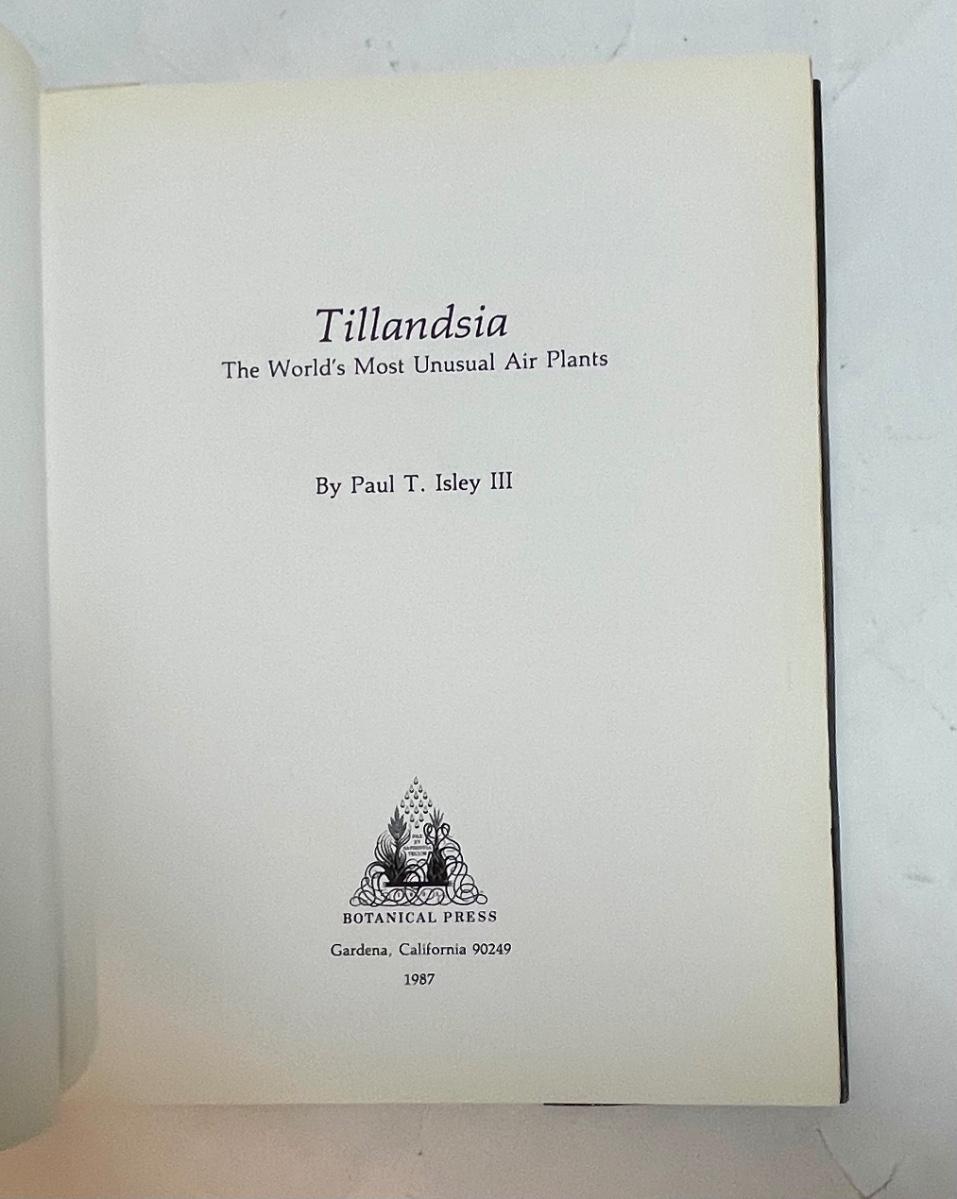 Tillandsia
The World's Most Unusual Air Plants
By Paul T. Isley III
BOTANICAL PRESS
Gardena, California 90249
1987